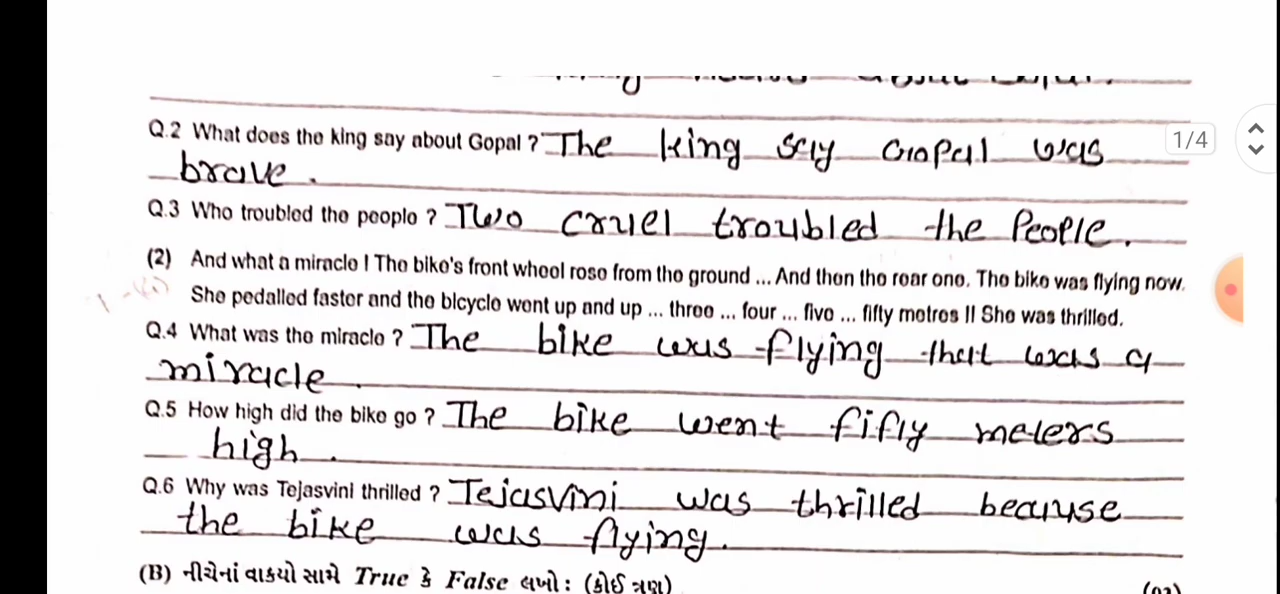 Q.2 What does the king say about Gopal ? The king say Gopal was
brave.
Q.3 Who troubled the people ? Two cruel troubled the People.
1/4
(2) And what a miracle ! The bike's front wheel rose from the ground ... And then the rear one. The bike was flying now.
She pedalled faster and the bicycle went up and up ... three ... four ... five ... fifty metres !! She was thrilled.
Q.4 What was the miracle ? The bike was flying that was a
miracle.
Q.5 How high did the bike go ? The bike went fifty meters
high.
Q.6 Why was Tejasvini thrilled ? Tejasvini was thrilled because
the bike was flying.
(B) નીચેનાં વાકયો સામે True કે False લખો : (કોઈ ત્રણ)